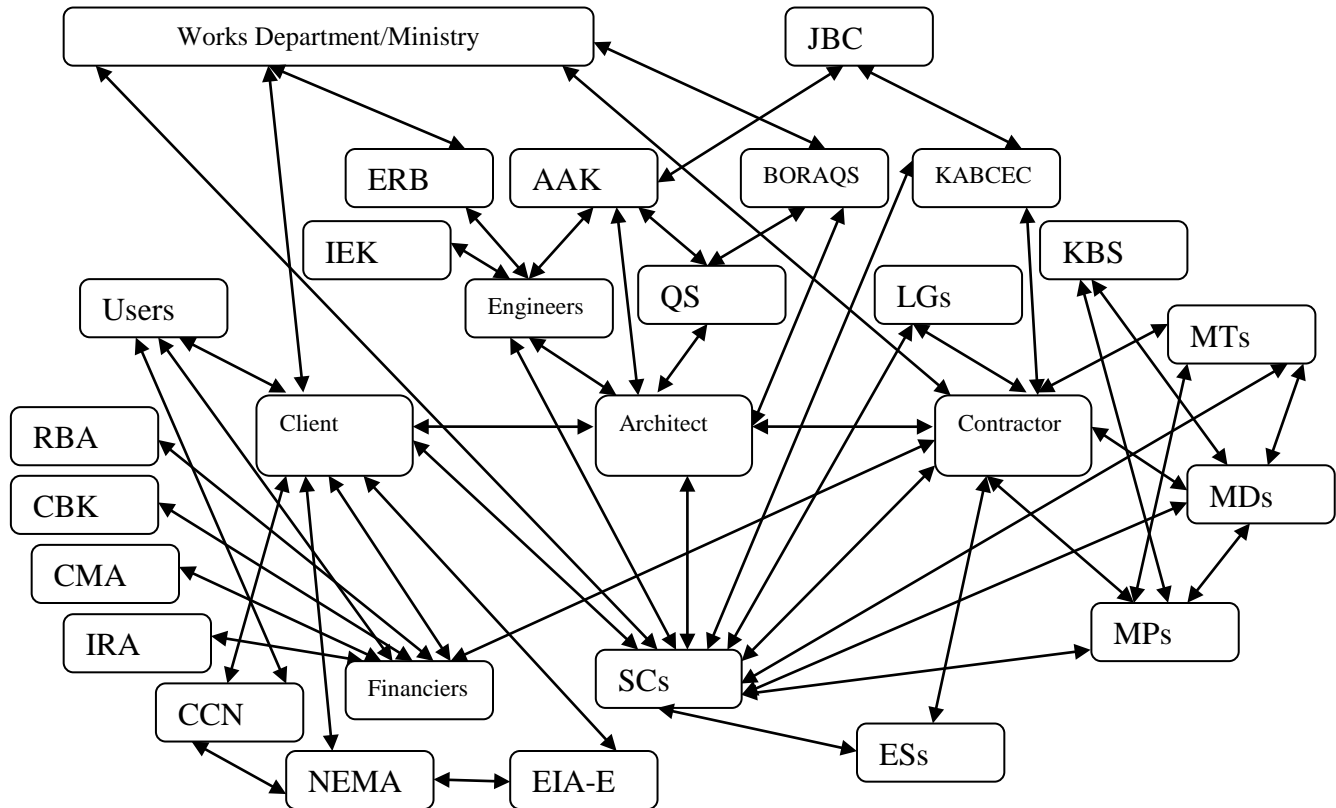 Works Department/Ministry
JBC
ERB
AAK
BORAQS
KABCEC
IEK
KBS
Users
Engineers
QS
LGs
MTs
Client
Architect
Contractor
RBA
CBK
MDs
CMA
IRA
MPs
Financiers
SCs
CCN
ESs
NEMA
EIA-E